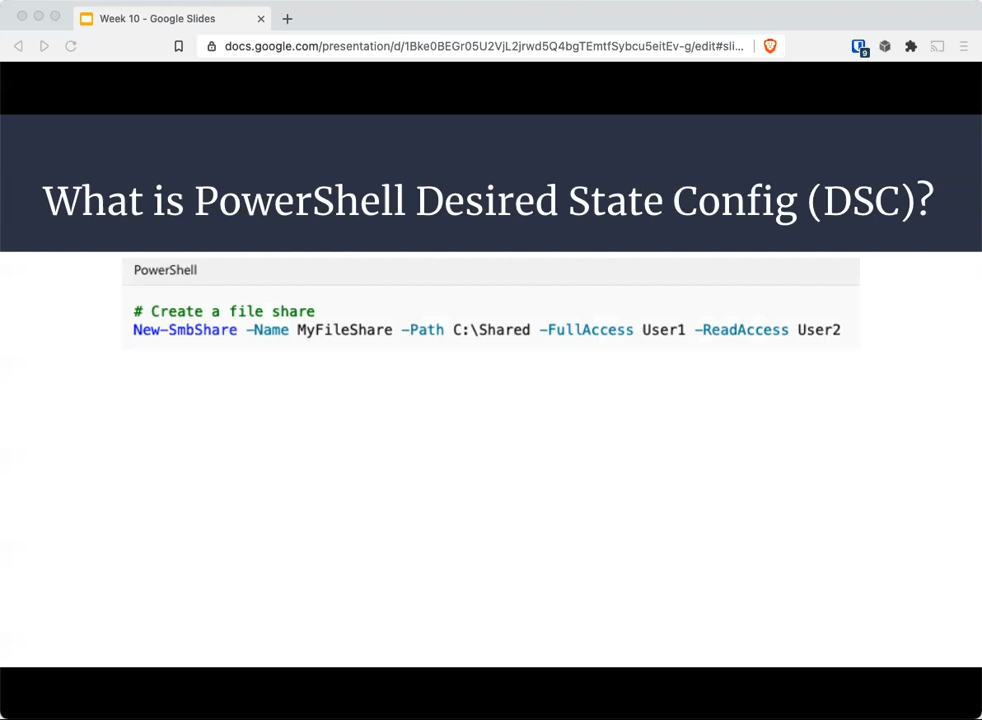 Week 10 - Google Slides
docs.google.com/presentation/d/1Bke0BEGr05U2VjL2jrwd5Q4bgTEmtfSybcu5eitEv-g/edit#sli...
9
What is PowerShell Desired State Config (DSC)?
PowerShell
# Create a file share
New-SmbShare -Name MyFileShare -Path C:\Shared -FullAccess User1 -ReadAccess User2